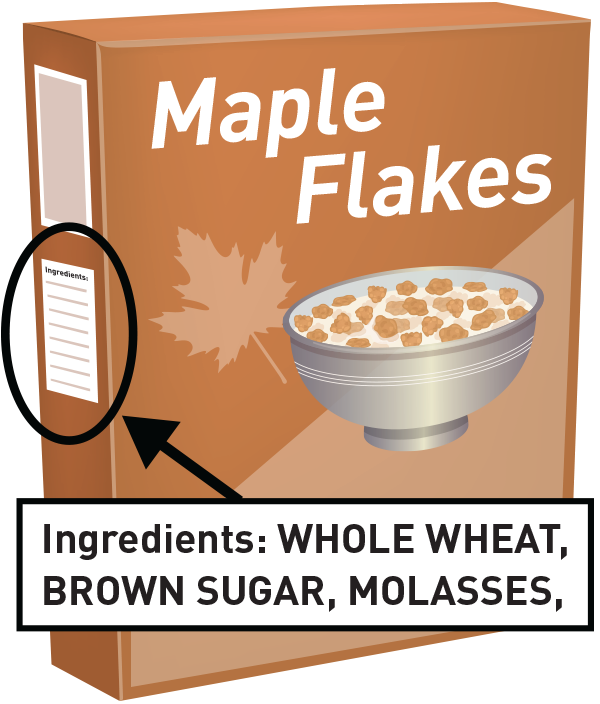 Maple
Flakes
Ingredients:
Ingredients: WHOLE WHEAT,
BROWN SUGAR, MOLASSES,